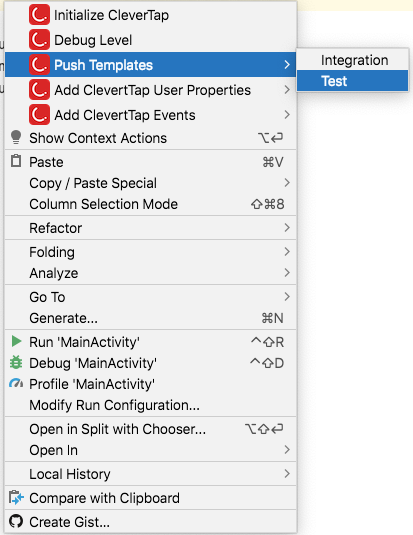 Initialize CleverTap
Debug Level
Push Templates
Integration
Test
Add ClevertTap User Properties
Add ClevertTap Events
Show Context Actions ⌥⏎
Paste ⌘V
Copy / Paste Special
Column Selection Mode ⇧⌘8
Refactor
Folding
Analyze
Go To
Generate... ⌘N
Run 'MainActivity' ^⇧R
Debug 'MainActivity' ^⇧D
Profile 'MainActivity'
Modify Run Configuration...
Open in Split with Chooser... ⌥⇧⏎
Open In
Local History
Compare with Clipboard
Create Gist...